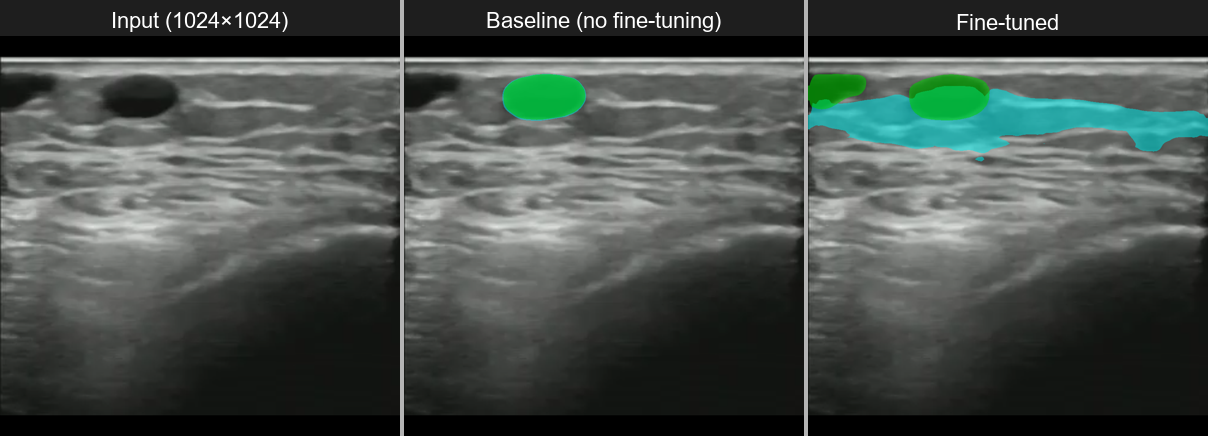 Input (1024×1024)
Baseline (no fine-tuning)
Fine-tuned